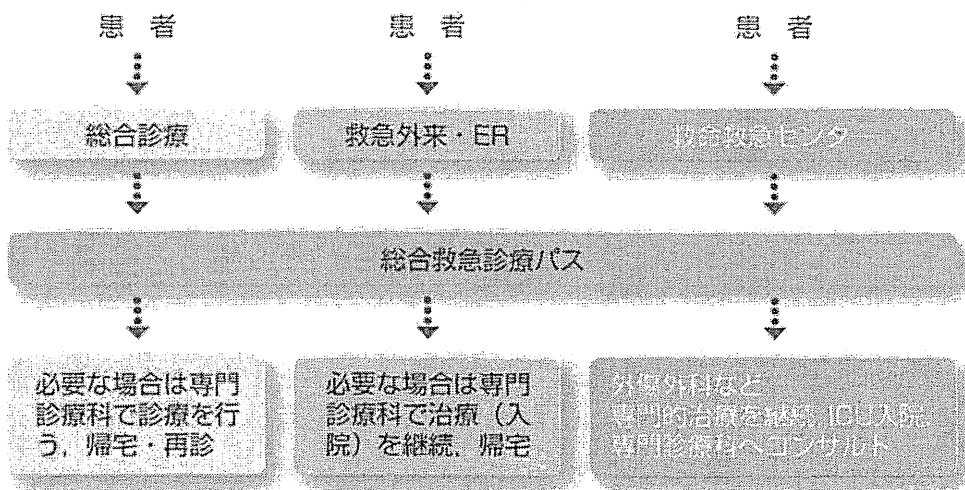 患者　患者　患者
総合診療　救急外来・ER　救命救急センター
総合救急診療パス
必要な場合は専門
診療科で診療を行
う，帰宅・再診
必要な場合は専門
診療科で治療（入
院）を継続，帰宅
外傷外科など
専門的治療を継続，ICU入院，
専門診療科へコンサルト